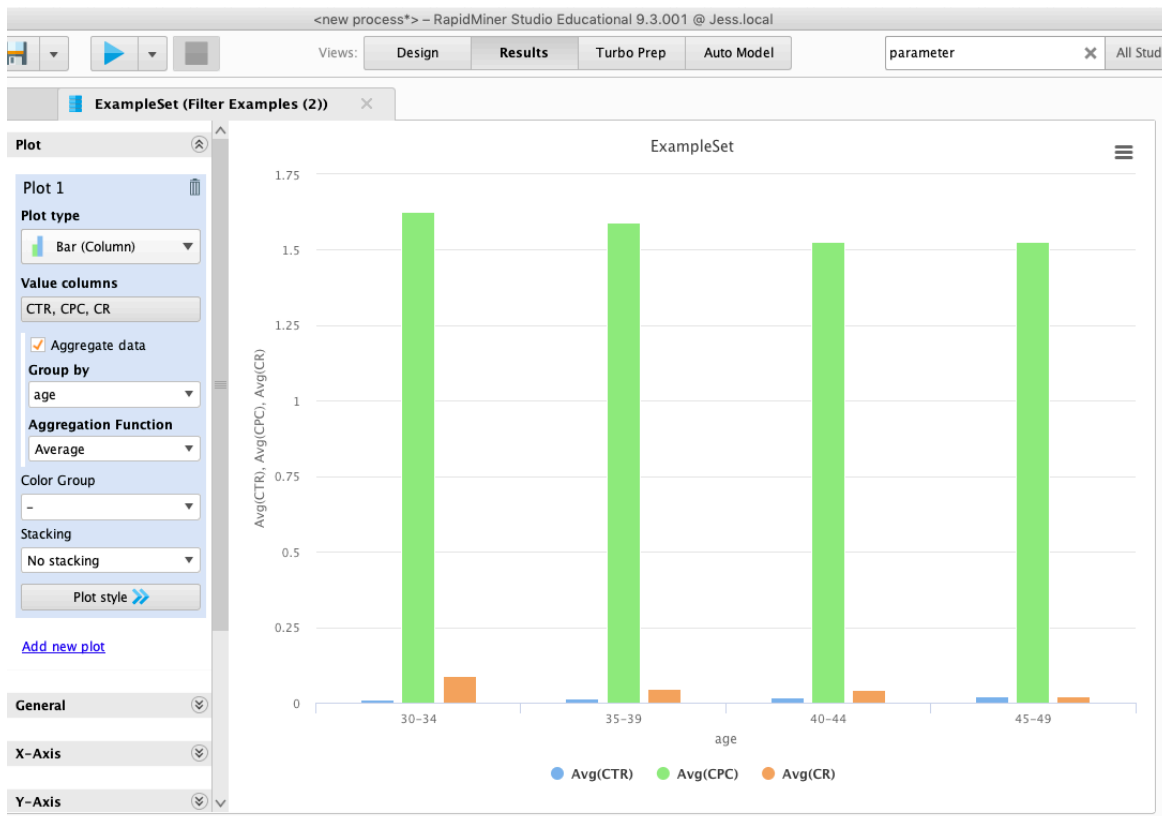 <new process*> – RapidMiner Studio Educational 9.3.001 @ Jess.local
Views: Design Results Turbo Prep Auto Model parameter All Stud
ExampleSet (Filter Examples (2))
Plot
Plot 1
Plot type
Bar (Column)
Value columns
CTR, CPC, CR
Aggregate data
Group by
age
Aggregation Function
Average
Color Group
–
Stacking
No stacking
Plot style
Add new plot
General
X-Axis
Y-Axis
ExampleSet
Avg(CTR), Avg(CPC), Avg(CR)
1.75
1.5
1.25
1
0.75
0.5
0.25
0
30-34 35-39 40-44 45-49
age
Avg(CTR) Avg(CPC) Avg(CR)